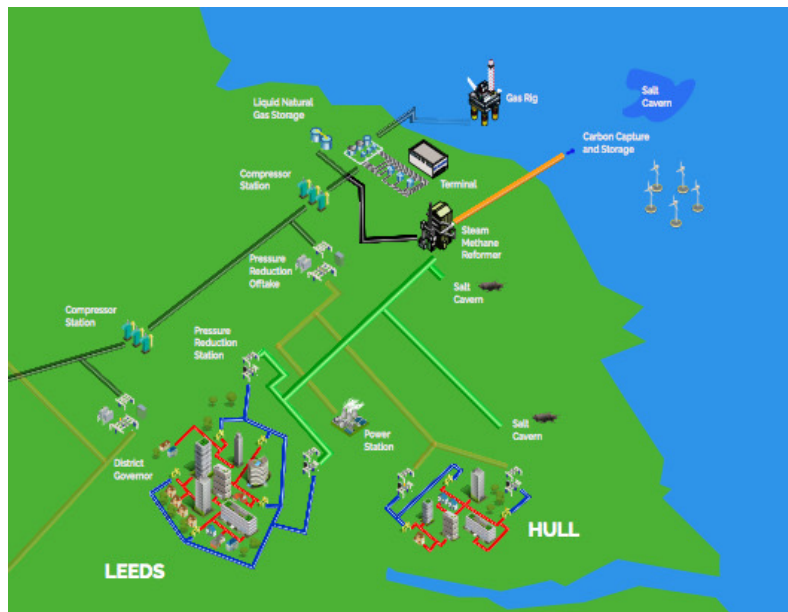 Gas Rig
Salt
Cavern
Liquid Natural
Gas Storage
Carbon Capture
and Storage
Compressor
Station
Terminal
Steam
Methane
Reformer
Pressure
Reduction
Offtake
Salt
Cavern
Compressor
Station
Pressure
Reduction
Station
Salt
Cavern
Power
Station
District
Governor
HULL
LEEDS